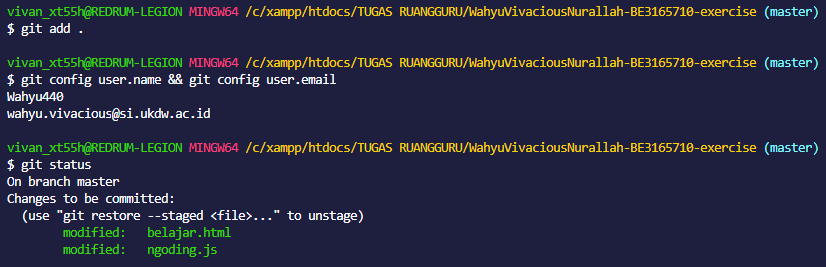 vivan_xt55h@REDRUM-LEGION MINGW64 /c/xampp/htdocs/TUGAS RUANGGURU/WahyuVivaciousNurallah-BE3165710-exercise (master)
$ git add .
vivan_xt55h@REDRUM-LEGION MINGW64 /c/xampp/htdocs/TUGAS RUANGGURU/WahyuVivaciousNurallah-BE3165710-exercise (master)
$ git config user.name && git config user.email
Wahyu440
wahyu.vivacious@si.ukdw.ac.id
vivan_xt55h@REDRUM-LEGION MINGW64 /c/xampp/htdocs/TUGAS RUANGGURU/WahyuVivaciousNurallah-BE3165710-exercise (master)
$ git status
On branch master
Changes to be committed:
  (use "git restore --staged <file>..." to unstage)
        modified:   belajar.html
        modified:   ngoding.js